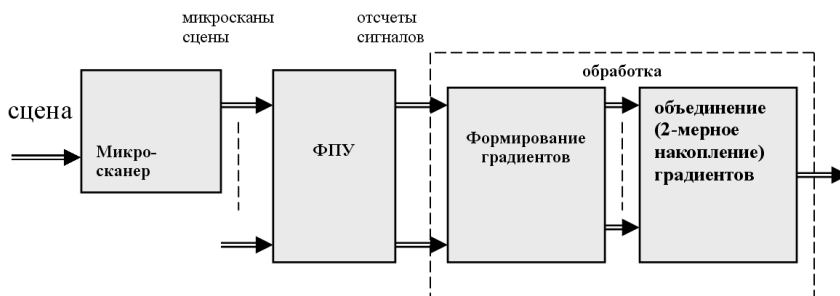 микросканы
сцены
отсчеты
сигналов
обработка
сцена
Микро-
сканер
ФПУ
Формирование
градиентов
объединение
(2-мерное
накопление)
градиентов